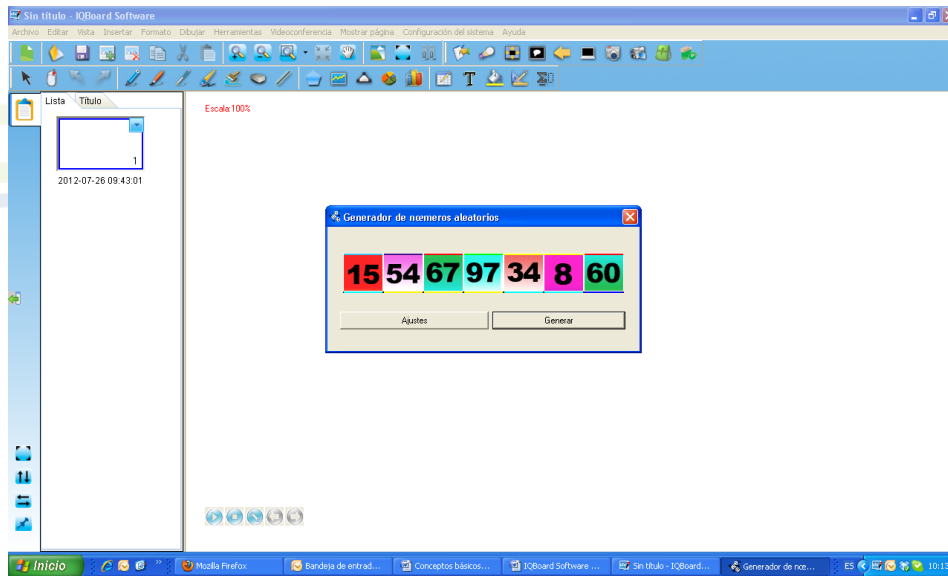 Sin título - IQBoard Software
Archivo Editar Vista Insertar Formato Dibujar Herramientas Videoconferencia Mostrar página Configuración del sistema Ayuda
Lista Título
Escala:100%
1
2012-07-26 09:43:01
Generador de nœmeros aleatorios
15 54 67 97 34 8 60
Ajustes Generar
Inicio Mozilla Firefox Bandeja de entrad... Conceptos básicos... IQBoard Software ... Sin título - IQBoard... Generador de nœ... ES